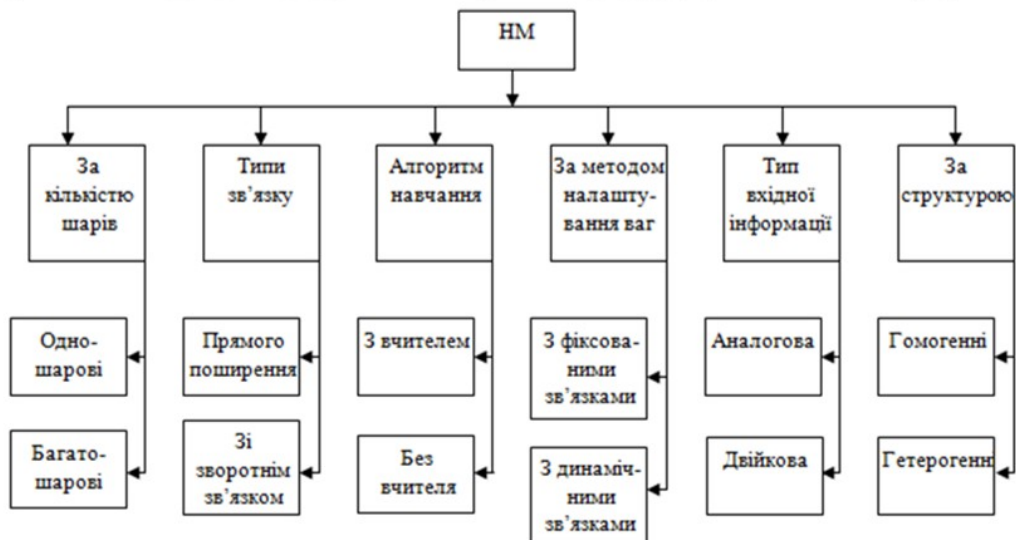 НМ
За
кількістю
шарів
Типи
зв’язку
Алгоритм
навчання
За методом
налашту-
вання ваг
Тип
вхідної
інформації
За
структурою
Одно-
шарові
Прямого
поширення
З вчителем
З фіксова-
ними
зв’язками
Аналогова
Гомогенні
Багато-
шарові
Зі
зворотнім
зв’язком
Без
вчителя
З динаміч-
ними
зв’язками
Двійкова
Гетерогенн